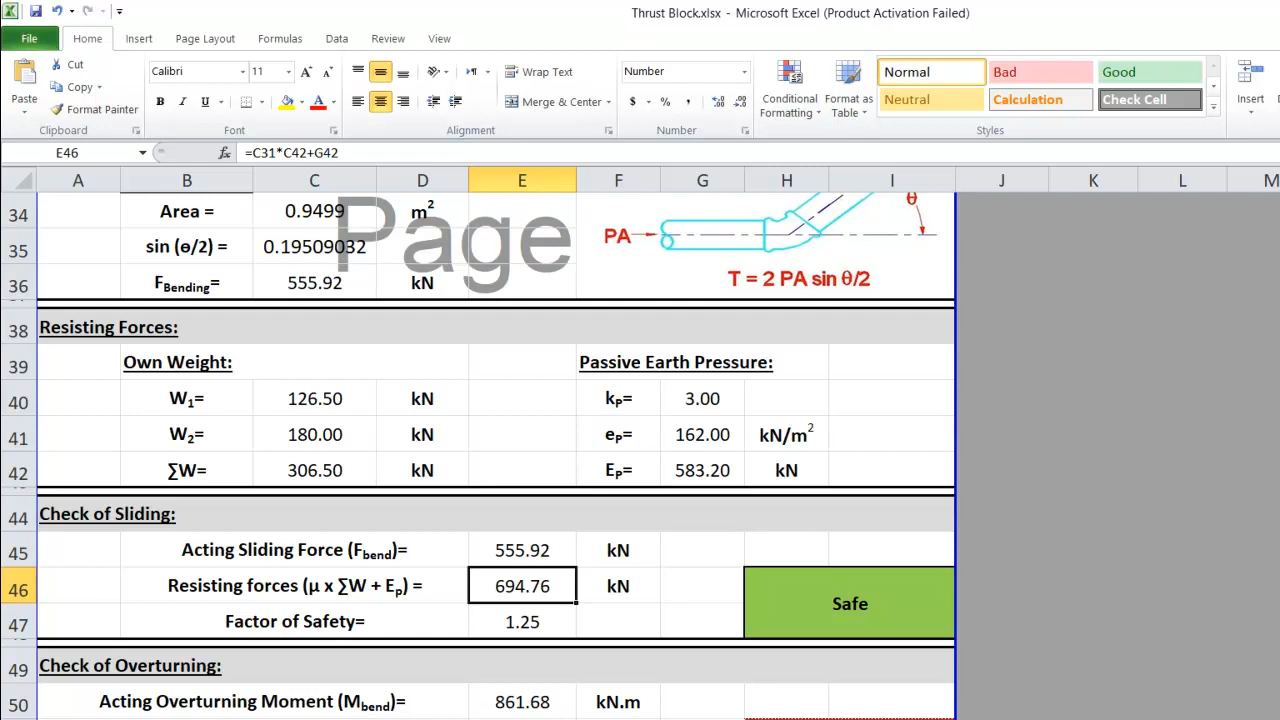 Thrust Block.xlsx - Microsoft Excel (Product Activation Failed)
File Home Insert Page Layout Formulas Data Review View
Cut
Copy
Format Painter
Paste
Clipboard
Calibri 11
B I U
Font
Wrap Text
Merge & Center
Alignment
Number
$ % ,
Number
Conditional Formatting
Format as Table
Normal Bad Good
Neutral Calculation Check Cell
Styles
Insert
E46 fx =C31*C42+G42
A B C D E F G H I J K L M
34 Area = 0.9499 m2
35 sin (ɵ/2) = 0.19509032
36 FBending= 555.92 kN
Page
PA
θ
T = 2 PA sin θ/2
38 Resisting Forces:
39 Own Weight: Passive Earth Pressure:
40 W1= 126.50 kN kP= 3.00
41 W2= 180.00 kN eP= 162.00 kN/m2
42 ∑W= 306.50 kN EP= 583.20 kN
44 Check of Sliding:
45 Acting Sliding Force (Fbend)= 555.92 kN
46 Resisting forces (µ x ∑W + Ep) = 694.76 kN
Safe
47 Factor of Safety= 1.25
49 Check of Overturning:
50 Acting Overturning Moment (Mbend)= 861.68 kN.m